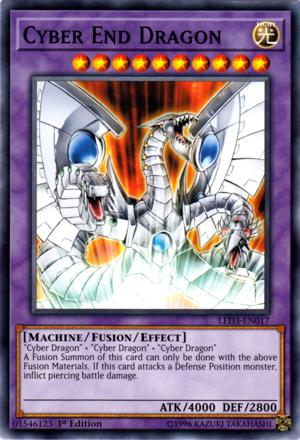 CYBER END DRAGON
LIGHT
光
LED3-EN017
[MACHINE/FUSION/EFFECT]
"Cyber Dragon" + "Cyber Dragon" + "Cyber Dragon"
A Fusion Summon of this card can only be done with the above
Fusion Materials. If this card attacks a Defense Position monster,
inflict piercing battle damage.
ATK/4000 DEF/2800
01546123 1st Edition ©1996 KAZUKI TAKAHASHI